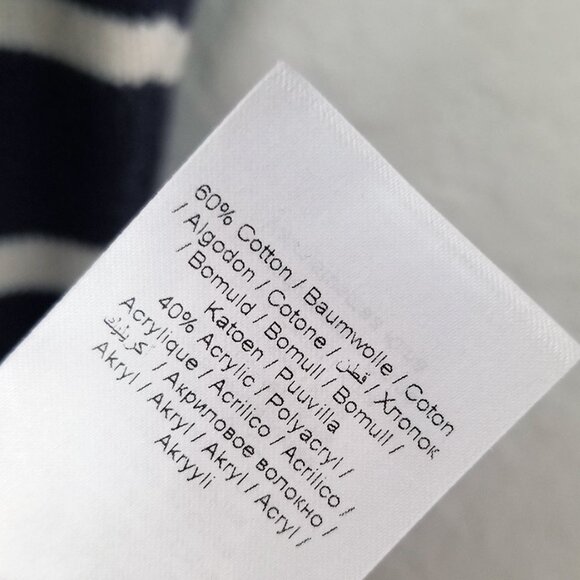 60% Cotton / Baumwolle / Coton
/ Algodon / Cotone / قطن / Хлопок
/ Bomuld / Bomull / Bomull /
Katoen / Puuvilla
40% Acrylic / Polyacryl /
Acrylique / Acrilico / Acrilico /
أكريليك / Акриловое волокно /
Akryl / Akryl / Akryl / Acryl /
Akryyli